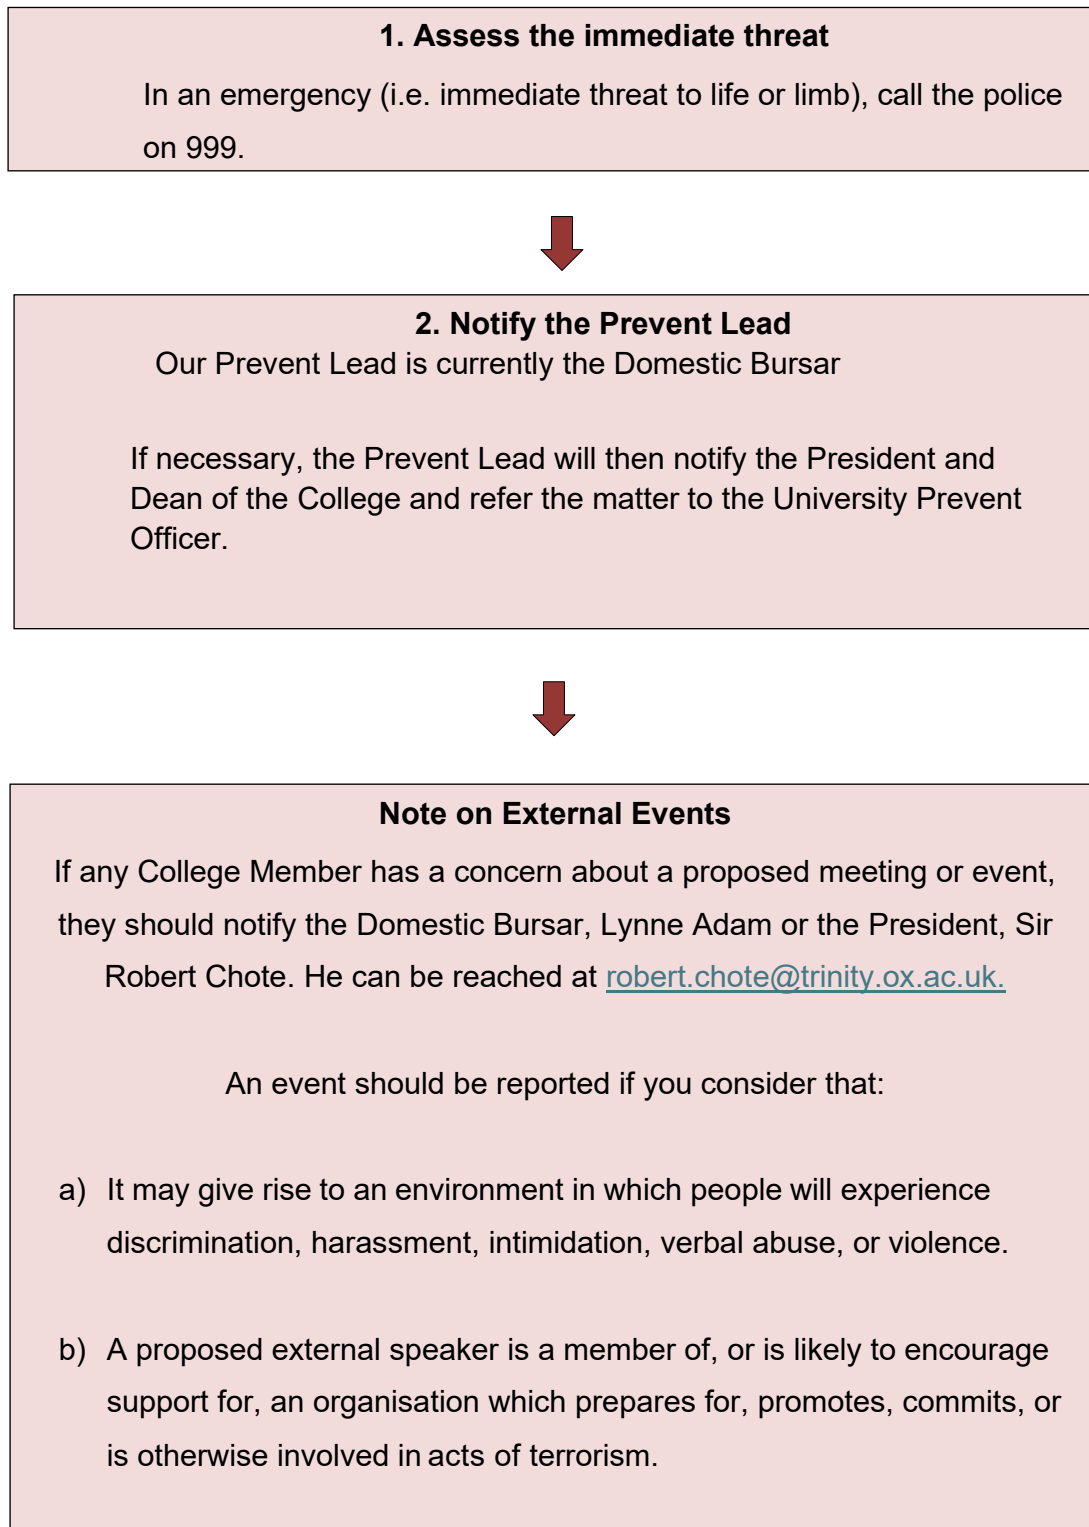 1. Assess the immediate threat
In an emergency (i.e. immediate threat to life or limb), call the police
on 999.
2. Notify the Prevent Lead
Our Prevent Lead is currently the Domestic Bursar
If necessary, the Prevent Lead will then notify the President and
Dean of the College and refer the matter to the University Prevent
Officer.
Note on External Events
If any College Member has a concern about a proposed meeting or event,
they should notify the Domestic Bursar, Lynne Adam or the President, Sir
Robert Chote. He can be reached at robert.chote@trinity.ox.ac.uk.
An event should be reported if you consider that:
a) It may give rise to an environment in which people will experience
discrimination, harassment, intimidation, verbal abuse, or violence.
b) A proposed external speaker is a member of, or is likely to encourage
support for, an organisation which prepares for, promotes, commits, or
is otherwise involved in acts of terrorism.